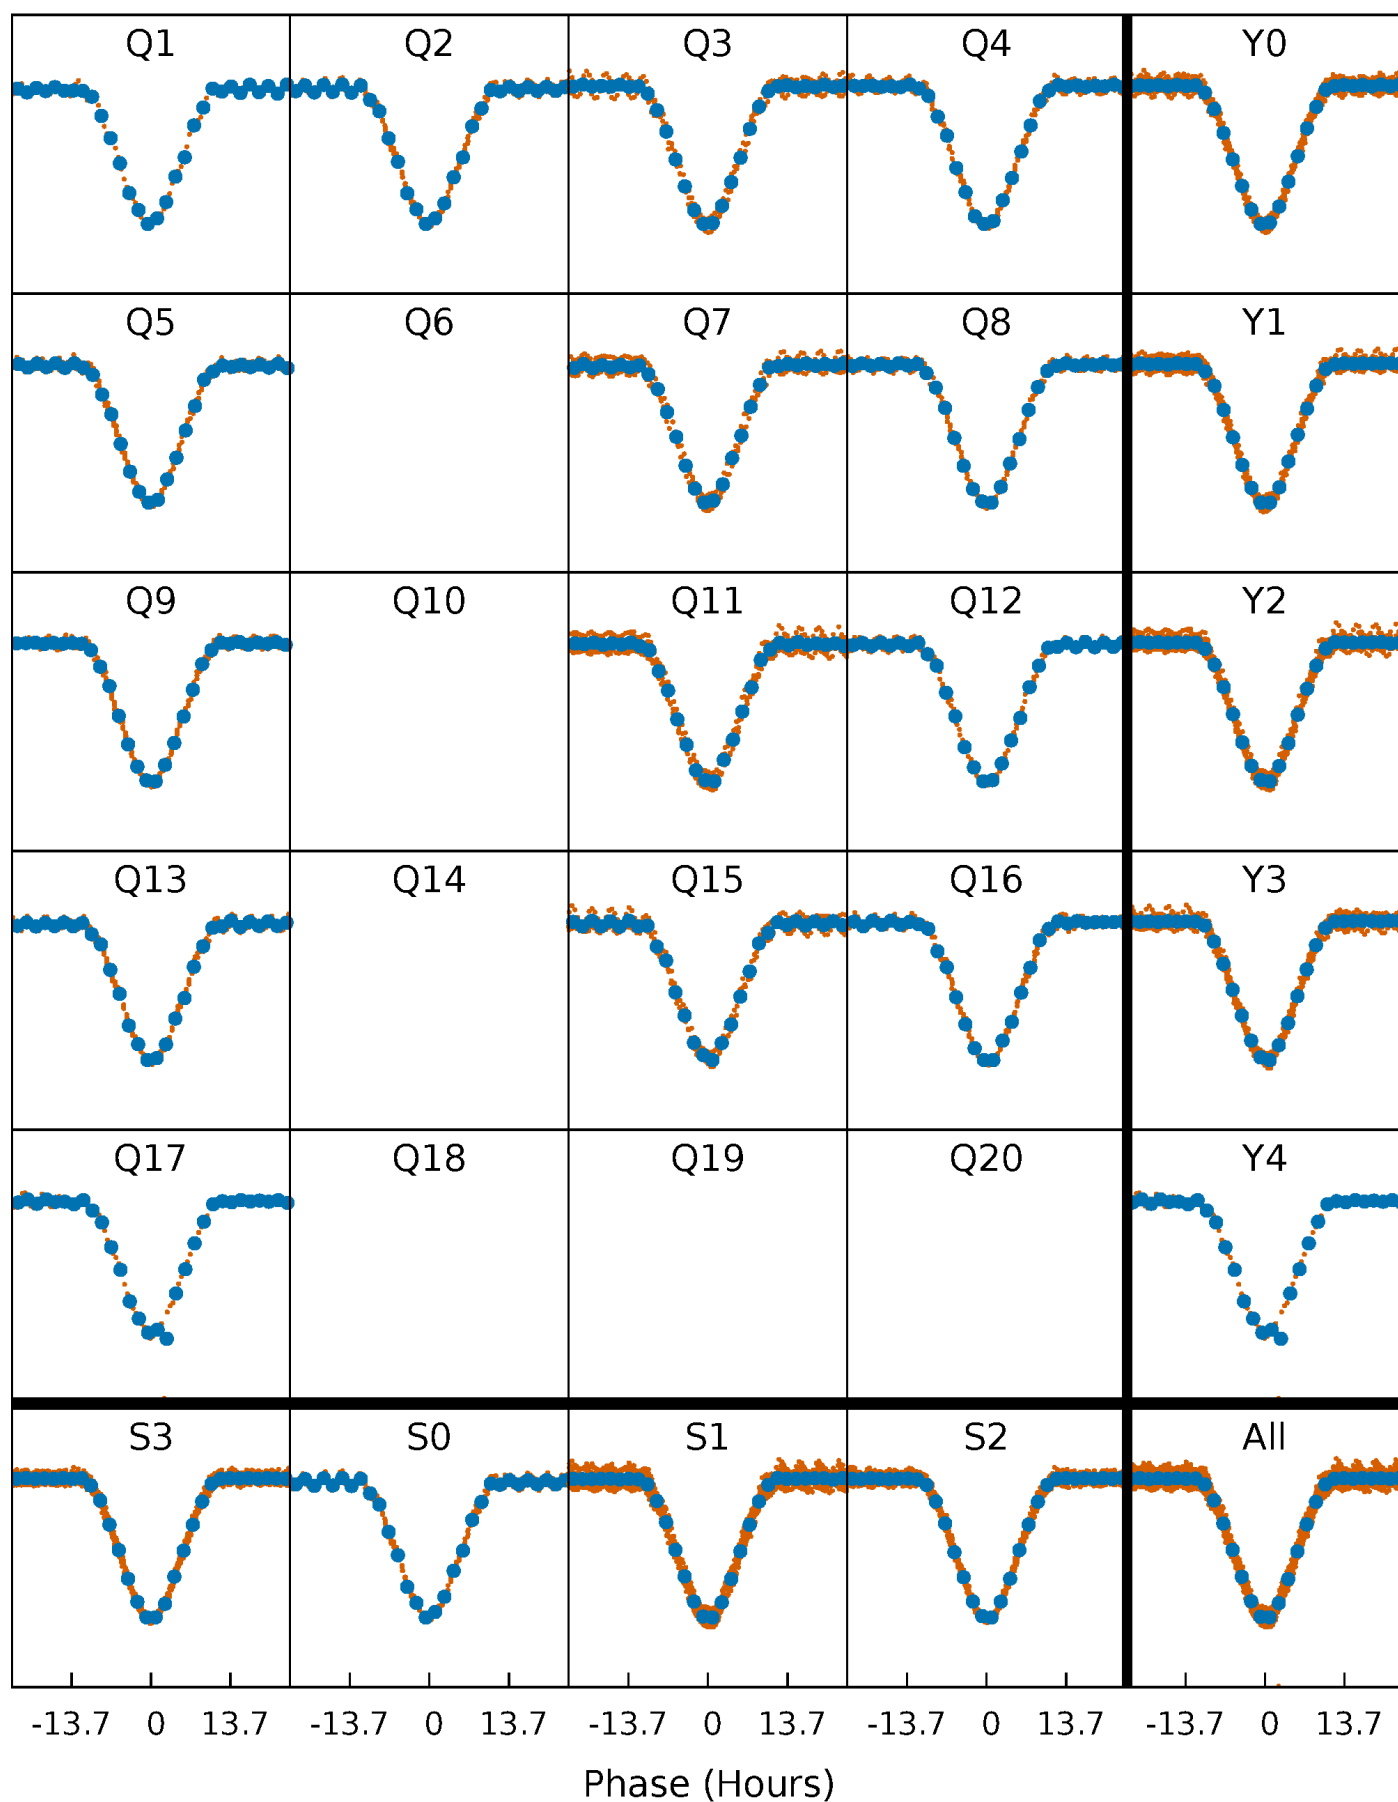 Q1 Q2 Q3 Q4 Y0
Q5 Q6 Q7 Q8 Y1
Q9 Q10 Q11 Q12 Y2
Q13 Q14 Q15 Q16 Y3
Q17 Q18 Q19 Q20 Y4
S3 S0 S1 S2 All
-13.7 0 13.7 -13.7 0 13.7 -13.7 0 13.7 -13.7 0 13.7 -13.7 0 13.7
Phase (Hours)